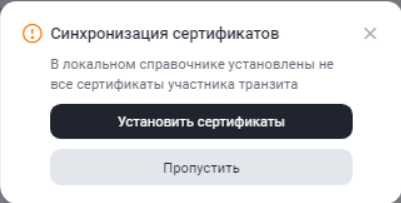 Синхронизация сертификатов
В локальном справочнике установлены не
все сертификаты участника транзита
Установить сертификаты
Пропустить